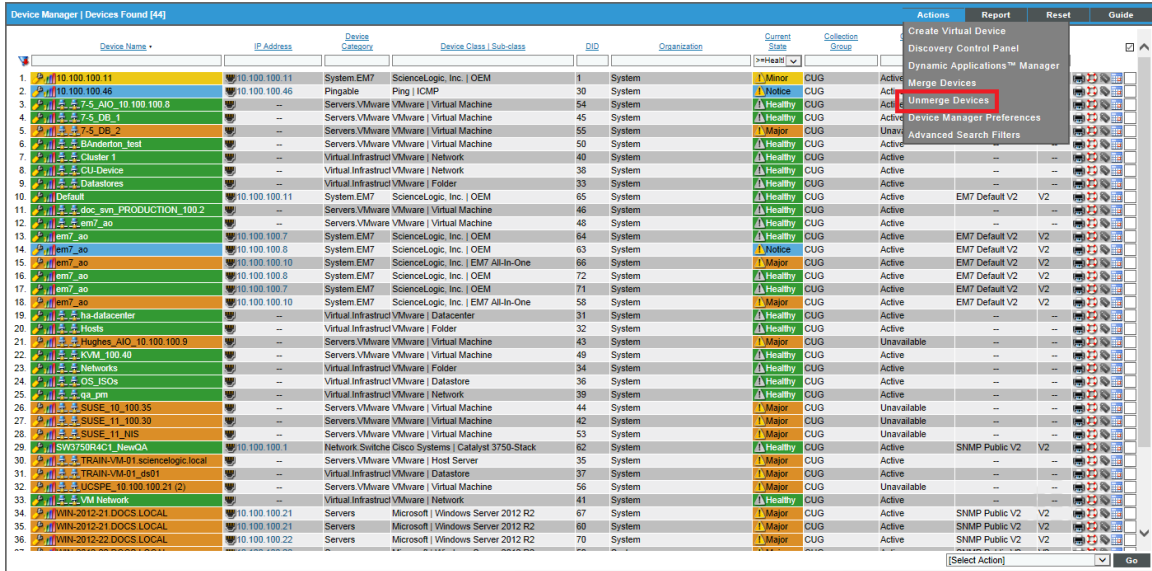 Device Manager | Devices Found [44]
Actions Report Reset Guide
Create Virtual Device
Discovery Control Panel
Dynamic Applications™ Manager
Merge Devices
Unmerge Devices
Device Manager Preferences
Advanced Search Filters
Device Name • IP Address Device Category Device Class | Sub-class DID Organization Current State Collection Group
>=Healt
1. 10.100.100.11 10.100.100.11 System.EM7 ScienceLogic, Inc. | OEM 1 System Minor CUG Active
2. 10.100.100.46 10.100.100.46 Pingable Ping | ICMP 30 System Notice CUG
3. 7-5_AIO_10.100.100.8 -- Servers.VMware VMware | Virtual Machine 54 System Healthy CUG
4. 7-5_DB_1 -- Servers.VMware VMware | Virtual Machine 45 System Healthy CUG
5. 7-5_DB_2 -- Servers.VMware VMware | Virtual Machine 55 System Major CUG
6. BAnderton_test -- Servers.VMware VMware | Virtual Machine 50 System Healthy CUG Active
7. Cluster 1 -- Virtual.Infrastruct VMware | Network 40 System Healthy CUG Active -- --
8. CU-Device -- Virtual.Infrastruct VMware | Network 38 System Healthy CUG Active -- --
9. Datastores -- Virtual.Infrastruct VMware | Folder 33 System Healthy CUG Active -- --
10. Default 10.100.100.11 System.EM7 ScienceLogic, Inc. | OEM 65 System Healthy CUG Active EM7 Default V2 V2
11. doc_svn_PRODUCTION_100.2 -- Servers.VMware VMware | Virtual Machine 46 System Healthy CUG Active -- --
12. em7_ao -- Servers.VMware VMware | Virtual Machine 48 System Healthy CUG Active -- --
13. em7_ao 10.100.100.7 System.EM7 ScienceLogic, Inc. | OEM 64 System Healthy CUG Active EM7 Default V2 V2
14. em7_ao 10.100.100.8 System.EM7 ScienceLogic, Inc. | OEM 63 System Notice CUG Active EM7 Default V2 V2
15. em7_ao 10.100.100.10 System.EM7 ScienceLogic, Inc. | EM7 All-In-One 66 System Major CUG Active EM7 Default V2 V2
16. em7_ao 10.100.100.8 System.EM7 ScienceLogic, Inc. | OEM 72 System Healthy CUG Active EM7 Default V2 V2
17. em7_ao 10.100.100.7 System.EM7 ScienceLogic, Inc. | OEM 71 System Healthy CUG Active EM7 Default V2 V2
18. em7_ao 10.100.100.10 System.EM7 ScienceLogic, Inc. | EM7 All-In-One 58 System Major CUG Active EM7 Default V2 V2
19. ha-datacenter -- Virtual.Infrastruct VMware | Datacenter 31 System Healthy CUG Active -- --
20. Hosts -- Virtual.Infrastruct VMware | Folder 32 System Healthy CUG Active -- --
21. Hughes_AIO_10.100.100.9 -- Servers.VMware VMware | Virtual Machine 43 System Major CUG Unavailable -- --
22. KVM_100.40 -- Servers.VMware VMware | Virtual Machine 49 System Healthy CUG Active -- --
23. Networks -- Virtual.Infrastruct VMware | Folder 34 System Healthy CUG Active -- --
24. OS_ISOs -- Virtual.Infrastruct VMware | Datastore 36 System Healthy CUG Active -- --
25. qa_pm -- Virtual.Infrastruct VMware | Network 39 System Healthy CUG Active -- --
26. SUSE_10_100.35 -- Servers.VMware VMware | Virtual Machine 44 System Major CUG Unavailable -- --
27. SUSE_11_100.30 -- Servers.VMware VMware | Virtual Machine 42 System Major CUG Unavailable -- --
28. SUSE_11_NIS -- Servers.VMware VMware | Virtual Machine 53 System Major CUG Unavailable -- --
29. SW3750R4C1_NewQA 10.100.100.1 Network.Switche Cisco Systems | Catalyst 3750-Stack 62 System Healthy CUG Active SNMP Public V2 V2
30. TRAIN-VM-01.sciencelogic.local -- Servers.VMware VMware | Host Server 35 System Major CUG Active -- --
31. TRAIN-VM-01_ds01 -- Virtual.Infrastruct VMware | Datastore 37 System Major CUG Active -- --
32. UCSPE_10.100.100.21 (2) -- Servers.VMware VMware | Virtual Machine 56 System Major CUG Unavailable -- --
33. VM Network -- Virtual.Infrastruct VMware | Network 41 System Healthy CUG Active -- --
34. WIN-2012-21.DOCS.LOCAL 10.100.100.21 Servers Microsoft | Windows Server 2012 R2 67 System Major CUG Active SNMP Public V2 V2
35. WIN-2012-21.DOCS.LOCAL 10.100.100.21 Servers Microsoft | Windows Server 2012 R2 60 System Major CUG Active SNMP Public V2 V2
36. WIN-2012-22.DOCS.LOCAL 10.100.100.22 Servers Microsoft | Windows Server 2012 R2 70 System Major CUG Active SNMP Public V2 V2
[Select Action] Go